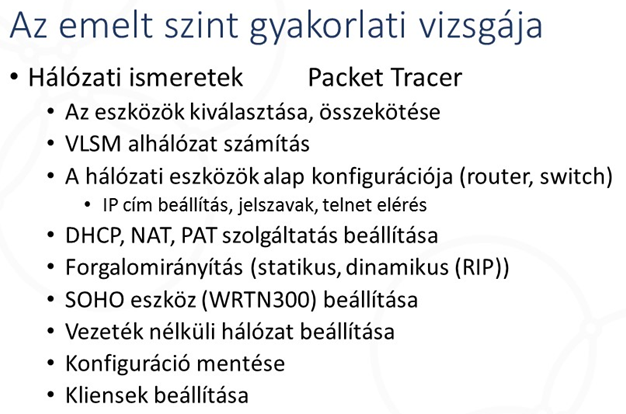 Az emelt szint gyakorlati vizsgája
• Hálózati ismeretek Packet Tracer
• Az eszközök kiválasztása, összekötése
• VLSM alhálózat számítás
• A hálózati eszközök alap konfigurációja (router, switch)
• IP cím beállítás, jelszavak, telnet elérés
• DHCP, NAT, PAT szolgáltatás beállítása
• Forgalomirányítás (statikus, dinamikus (RIP))
• SOHO eszköz (WRTN300) beállítása
• Vezeték nélküli hálózat beállítása
• Konfiguráció mentése
• Kliensek beállítása